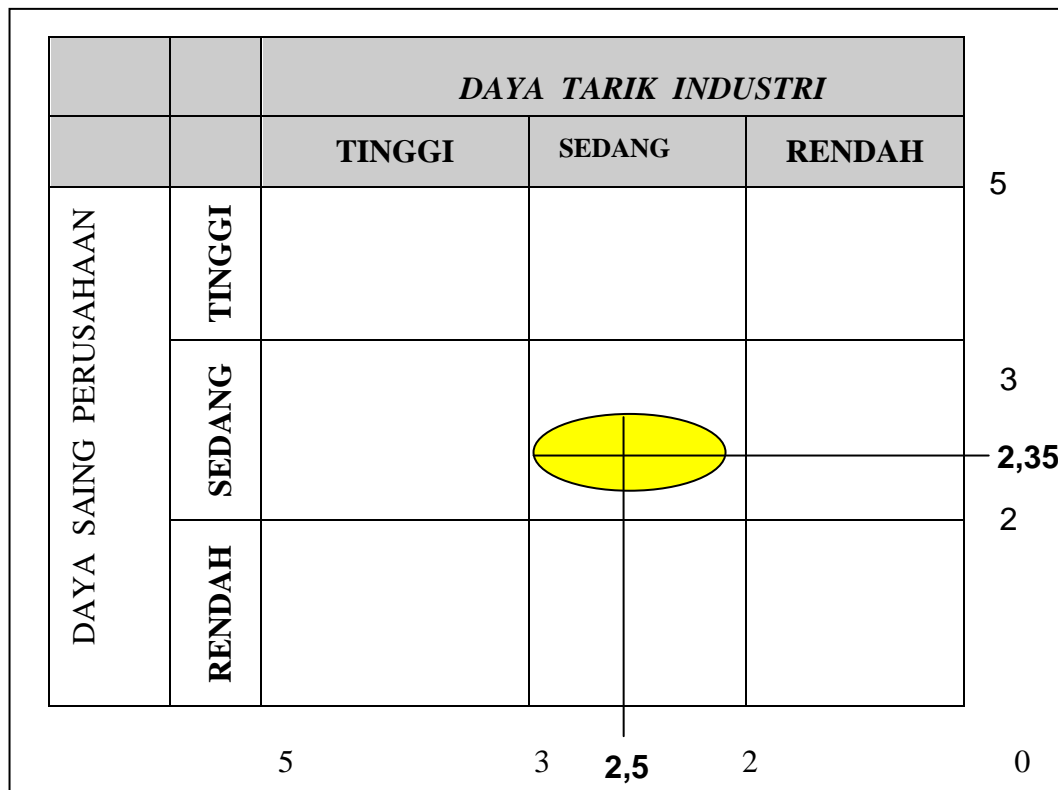 DAYA TARIK INDUSTRI
TINGGI SEDANG RENDAH
5
DAYA SAING PERUSAHAAN
TINGGI
SEDANG
3
2,35
2
RENDAH
5 3 2,5 2 0